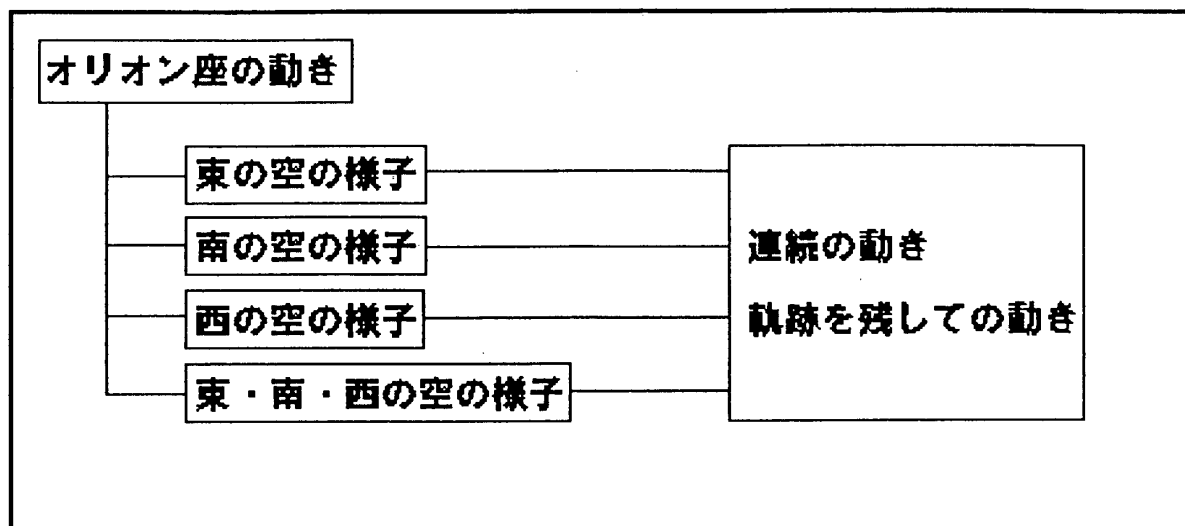 オリオン座の動き
東の空の様子
南の空の様子
西の空の様子
東・南・西の空の様子
連続の動き
軌跡を残しての動き